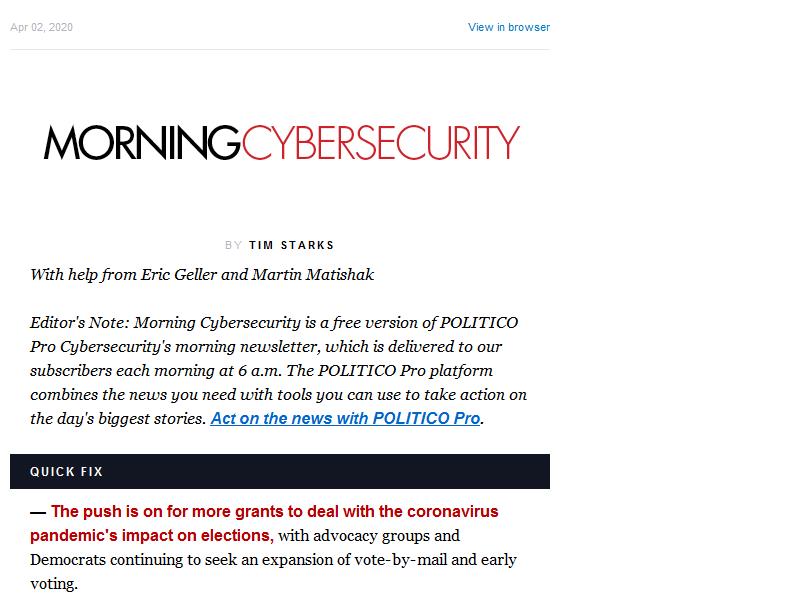 Apr 02, 2020 View in browser
MORNINGCYBERSECURITY
BY TIM STARKS
With help from Eric Geller and Martin Matishak
Editor's Note: Morning Cybersecurity is a free version of POLITICO
Pro Cybersecurity's morning newsletter, which is delivered to our
subscribers each morning at 6 a.m. The POLITICO Pro platform
combines the news you need with tools you can use to take action on
the day's biggest stories. Act on the news with POLITICO Pro.
QUICK FIX
— The push is on for more grants to deal with the coronavirus
pandemic's impact on elections, with advocacy groups and
Democrats continuing to seek an expansion of vote-by-mail and early
voting.